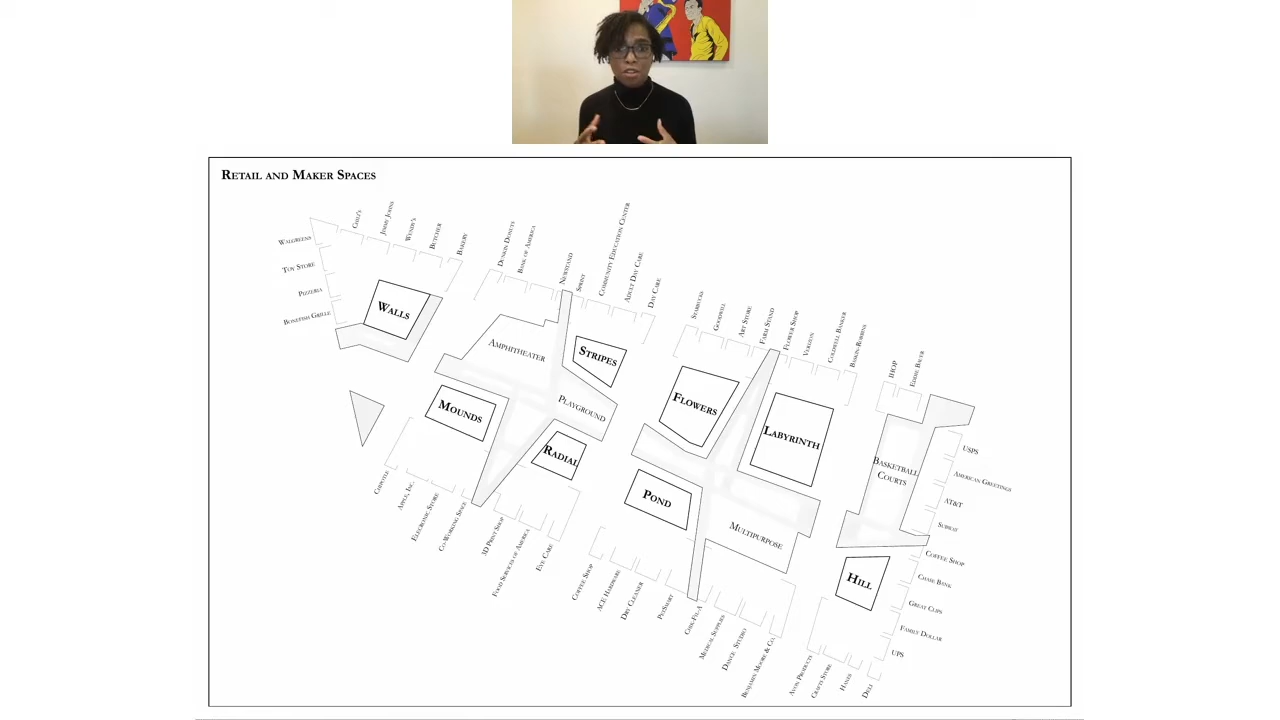 Retail and Maker Spaces
Walgreens
Toy Store
Pizzeria
Bonefish Grille
Chili's
Jimmy Johns
Wendy's
Butcher
Bakery
Dunkin Donuts
Bank of America
Newstand
Sprint
Community Education Center
Adult Day Care
Day Care
Starbucks
Goodwill
Art Store
Farm Stand
Flower Shop
Verizon
Coldwell Banker
Baskin-Robbins
IHOP
Eddie Bauer
Walls
Amphitheater
Stripes
Mounds
Playground
Radial
Flowers
Labyrinth
Pond
Multipurpose
Basketball
Courts
Hill
USPS
American Greetings
AT&T
Subway
Coffee Shop
Chase Bank
Great Clips
Family Dollar
UPS
Chipotle
Apple, Inc.
Elecronic Store
Co-Working Space
3D Print Shop
Food Services of America
Eye Care
Coffee Shop
ACE Hardware
Dry Cleaner
PetSmart
Chik-Fil-A
Medical Supplies
Dance Studio
Benjamin Moore & Co.
Avon Products
Crafts Store
Hanes
Deli